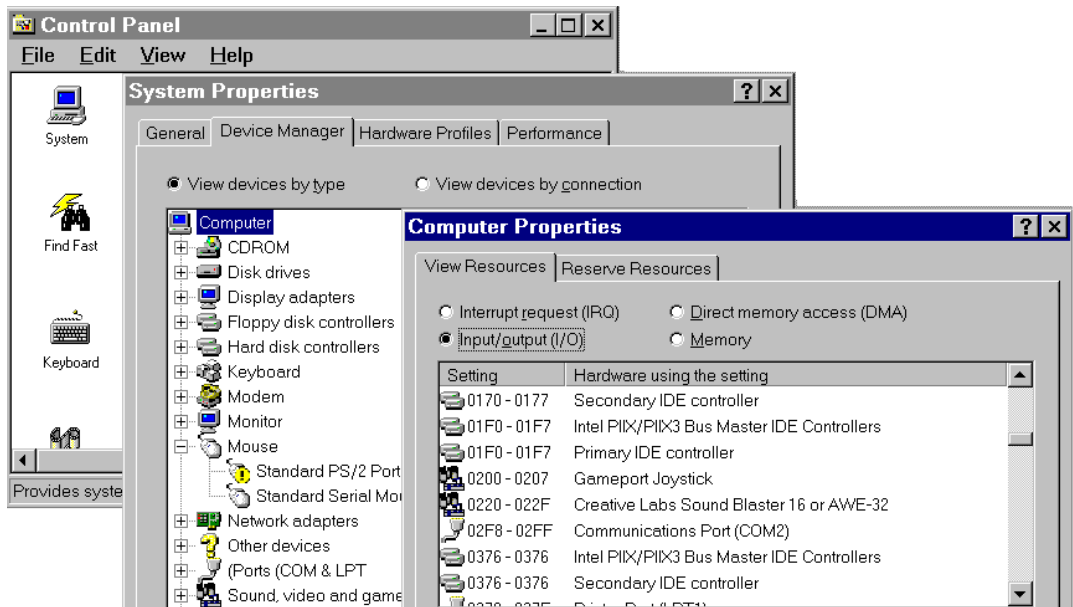 Control Panel
File Edit View Help
System
Find Fast
Keyboard
Provides syste
System Properties
General Device Manager Hardware Profiles Performance
View devices by type View devices by connection
Computer
CDROM
Disk drives
Display adapters
Floppy disk controllers
Hard disk controllers
Keyboard
Modem
Monitor
Mouse
Standard PS/2 Port
Standard Serial Mou
Network adapters
Other devices
(Ports (COM & LPT
Sound, video and game
Computer Properties
View Resources Reserve Resources
Interrupt request (IRQ) Direct memory access (DMA)
Input/output (I/O) Memory
Setting Hardware using the setting
0170 - 0177 Secondary IDE controller
01F0 - 01F7 Intel PIIX/PIIX3 Bus Master IDE Controllers
01F0 - 01F7 Primary IDE controller
0200 - 0207 Gameport Joystick
0220 - 022F Creative Labs Sound Blaster 16 or AWE-32
02F8 - 02FF Communications Port (COM2)
0376 - 0376 Intel PIIX/PIIX3 Bus Master IDE Controllers
0376 - 0376 Secondary IDE controller
0378 - 037F Printer Port (LPT1)